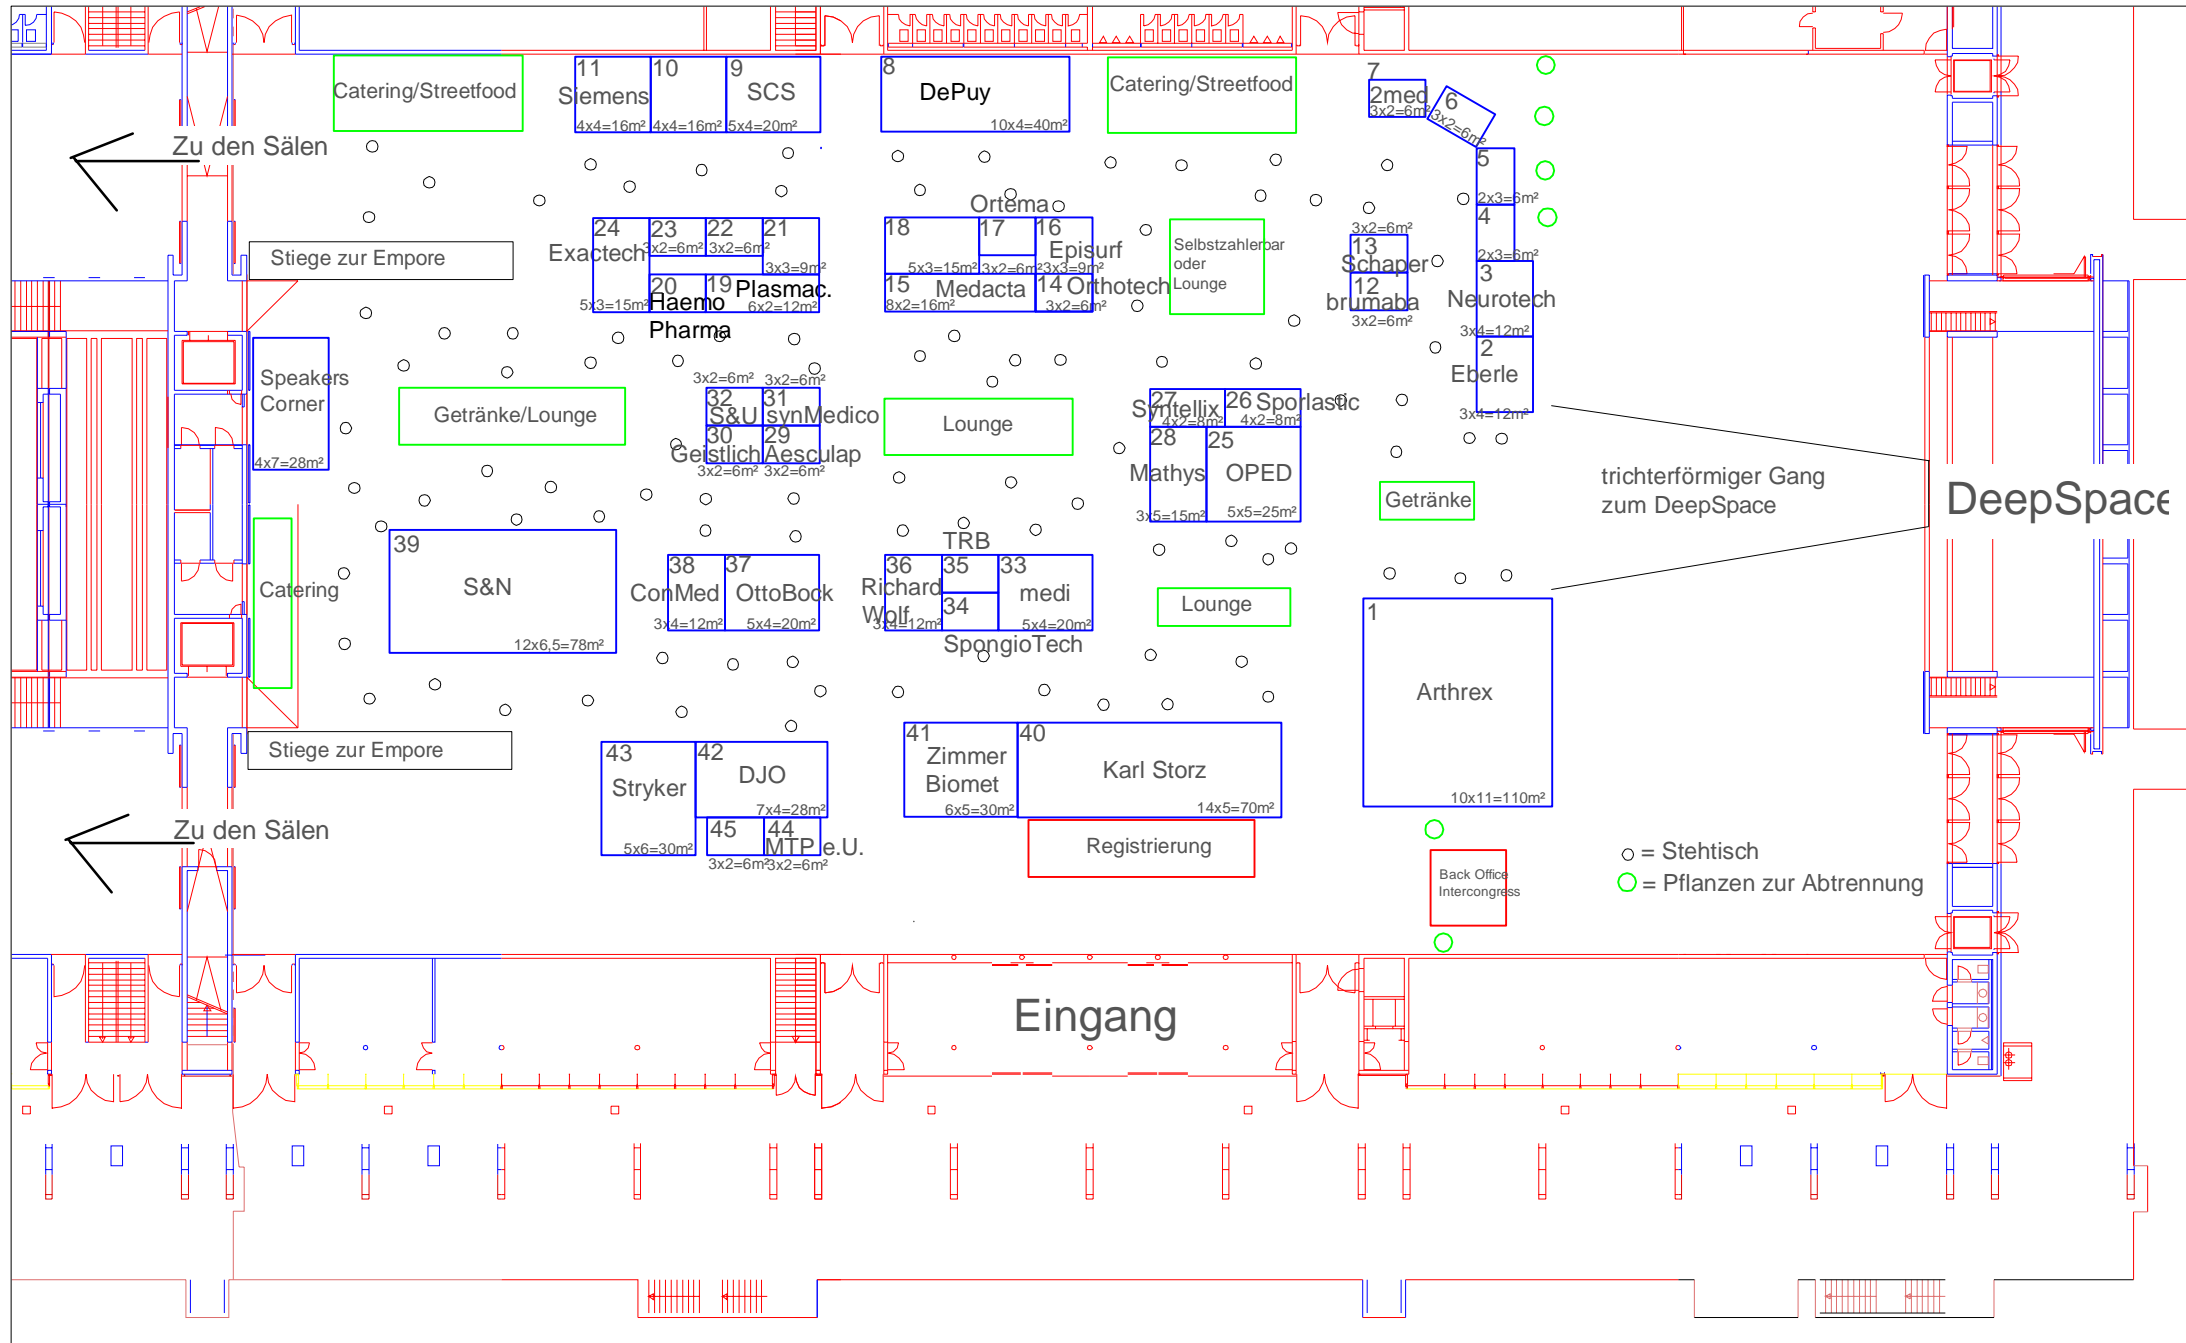 11
10
9
8
7
Catering/Streetfood
Siemens
SCS
DePuy
Catering/Streetfood
2med
6
4x4=16m²
4x4=16m²
5x4=20m²
10x4=40m²
3x2=6m²
3x2=6m²
Zu den Sälen
5
2x3=6m²
Ortema
4
24
23
22
21
18
17
16
3x2=6m²
Exactech
3x2=6m²
3x2=6m²
Episurf
Selbstzahlerbar
oder
Lounge
13
Schaper
2x3=6m²
Stiege zur Empore
3x3=9m²
5x3=15m²
3x2=6m²
3x3=9m²
3
20
19
Plasmac.
15
Medacta
14
Orthotech
12
brumaba
Neurotech
5x3=15m²
Haemo
Pharma
6x2=12m²
8x2=16m²
3x2=6m²
3x2=6m²
3x4=12m²
2
Eberle
3x4=12m²
Speakers
Corner
4x7=28m²
3x2=6m²
3x2=6m²
32
31
S&U
synMedico
30
29
Geistlich
Aesculap
3x2=6m²
3x2=6m²
Getränke/Lounge
Lounge
27
26
Syntellix
Sporlastic
4x2=8m²
4x2=8m²
28
25
Mathys
OPED
3x5=15m²
5x5=25m²
Getränke
trichterförmiger Gang
zum DeepSpace
DeepSpace
39
S&N
12x6,5=78m²
Catering
TRB
38
37
36
35
33
ConMed
OttoBock
Richard
Wolf
34
medi
3x4=12m²
5x4=20m²
3x4=12m²
5x4=20m²
SpongioTech
Lounge
1
Arthrex
10x11=110m²
Stiege zur Empore
43
42
41
40
Stryker
DJO
Zimmer
Biomet
Karl Storz
7x4=28m²
6x5=30m²
14x5=70m²
45
44
MTP e.U.
5x6=30m²
3x2=6m²
3x2=6m²
Zu den Sälen
Registrierung
Back Office
Intercongress
= Stehtisch
= Pflanzen zur Abtrennung
Eingang